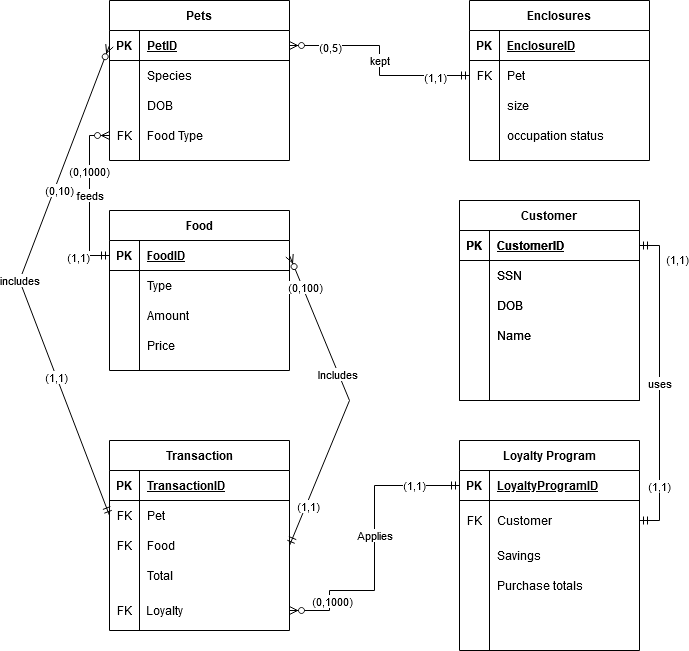 Pets
PK PetID
Species
DOB
FK Food Type
Enclosures
PK EnclosureID
FK Pet
size
occupation status
(0,5)
kept
(1,1)
(0,1000)
feeds
(1,1)
(0,10)
includes
(1,1)
Food
PK FoodID
Type
Amount
Price
(0,100)
Includes
(1,1)
Customer
PK CustomerID
SSN
DOB
Name
(1,1)
uses
(1,1)
Transaction
PK TransactionID
FK Pet
FK Food
Total
FK Loyalty
(1,1)
Applies
(0,1000)
Loyalty Program
PK LoyaltyProgramID
FK Customer
Savings
Purchase totals